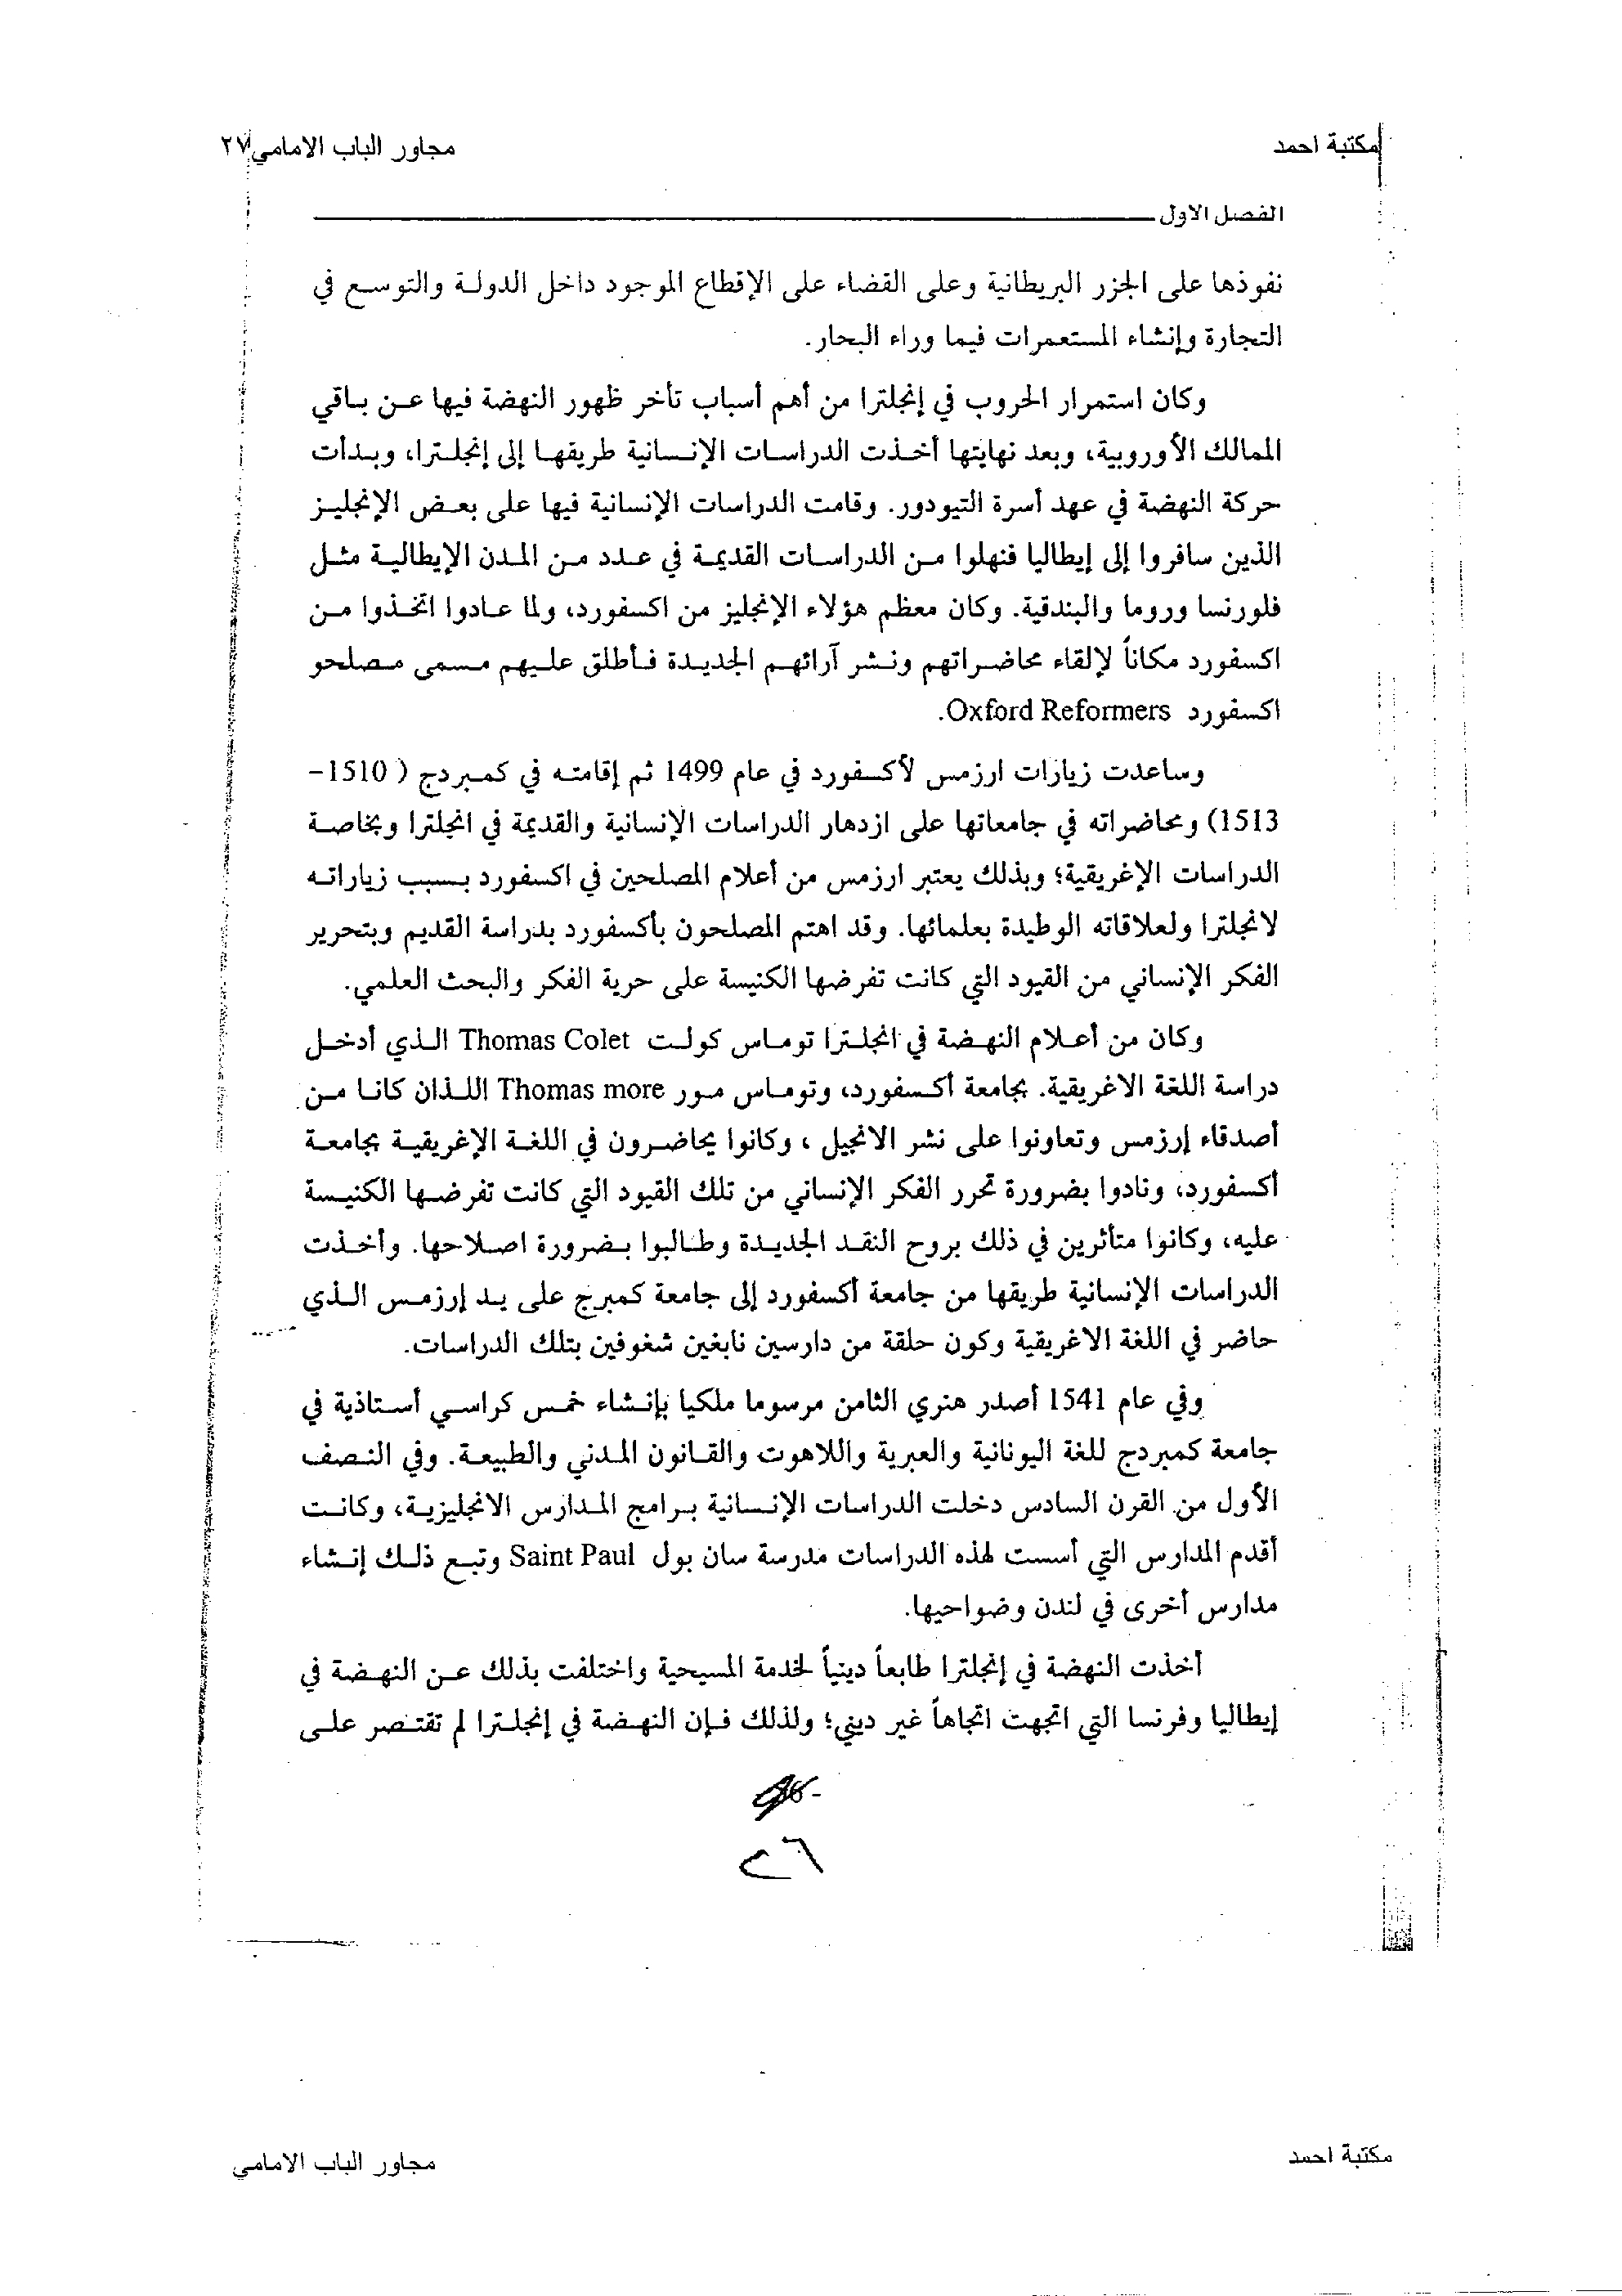 مكتبة احمد
مجاور الباب الامامي ٢٧
الفصل الاول
نفوذها على الجزر البريطانية وعلى القضاء على الإقطاع الموجود داخل الدولة والتوسع في
التجارة وإنشاء المستعمرات فيما وراء البحار.
وكان استمرار الحروب في إنجلترا من أهم أسباب تأخر ظهور النهضة فيها عن باقي
الممالك الأوروبية، وبعد نهايتها أخذت الدراسات الإنسانية طريقها إلى إنجلترا، وبدأت
حركة النهضة في عهد أسرة التيودور. وقامت الدراسات الإنسانية فيها على بعض الإنجليز
الذين سافروا إلى إيطاليا فنهلوا من الدراسات القديمة في عدد من المدن الإيطالية مثل
فلورنسا وروما والبندقية. وكان معظم هؤلاء الإنجليز من اكسفورد، ولما عادوا اتخذوا من
اكسفورد مكاناً لإلقاء محاضراتهم ونشر آرائهم الجديدة فأطلق عليهم مسمى مصلحو
اكسفورد Oxford Reformers.
وساعدت زيارات ارزمس لأكسفورد في عام 1499 ثم إقامته في كمبردج ( 1510-
1513) ومحاضراته في جامعاتها على ازدهار الدراسات الإنسانية والقديمة في انجلترا وبخاصة
الدراسات الإغريقية؛ وبذلك يعتبر ارزمس من أعلام المصلحين في اكسفورد بسبب زياراته
لانجلترا ولعلاقاته الوطيدة بعلمائها. وقد اهتم المصلحون بأكسفورد بدراسة القديم وبتحرير
الفكر الإنساني من القيود التي كانت تفرضها الكنيسة على حرية الفكر والبحث العلمي.
وكان من أعلام النهضة في انجلترا توماس كولت Thomas Colet الذي أدخل
دراسة اللغة الاغريقية. بجامعة أكسفورد، وتوماس مور Thomas more اللذان كانا من
أصدقاء إرزمس وتعاونوا على نشر الانجيل ، وكانوا يحاضرون في اللغة الإغريقية بجامعة
أكسفورد، ونادوا بضرورة تحرر الفكر الإنساني من تلك القيود التي كانت تفرضها الكنيسة
عليه، وكانوا متأثرين في ذلك بروح النقد الجديدة وطالبوا بضرورة اصلاحها. وأخذت
الدراسات الإنسانية طريقها من جامعة أكسفورد إلى جامعة كمبرج على يد إرزمس الذي
حاضر في اللغة الاغريقية وكون حلقة من دارسين نابغين شغوفين بتلك الدراسات.
وفي عام 1541 أصدر هنري الثامن مرسوما ملكيا بإنشاء خمس كراسي أستاذية في
جامعة كمبردج للغة اليونانية والعبرية واللاهوت والقانون المدني والطبيعة. وفي النصف
الأول من القرن السادس دخلت الدراسات الإنسانية برامج المدارس الانجليزية، وكانت
أقدم المدارس التي أسست لهذه الدراسات مدرسة سان بول Saint Paul وتبع ذلك إنشاء
مدارس أخرى في لندن وضواحيها.
أخذت النهضة في إنجلترا طابعاً دينياً لخدمة المسيحية واختلفت بذلك عن النهضة في
إيطاليا وفرنسا التي اتجهت اتجاهاً غير ديني؛ ولذلك فإن النهضة في إنجلترا لم تقتصر على
٢٦
مكتبة احمد
مجاور الباب الامامي